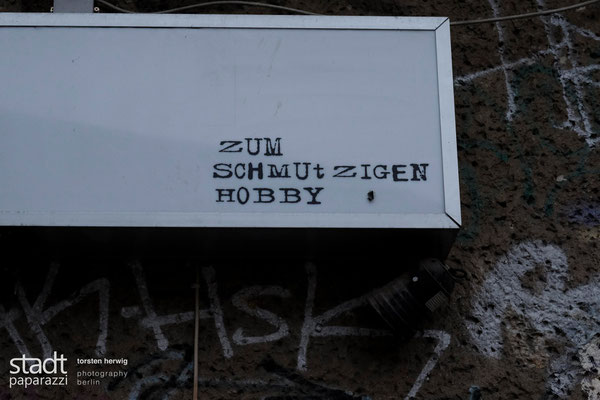 ZUM
SCHMUtZIGEN
HOBBY
stadt
paparazzi
torsten herwig
photography
berlin